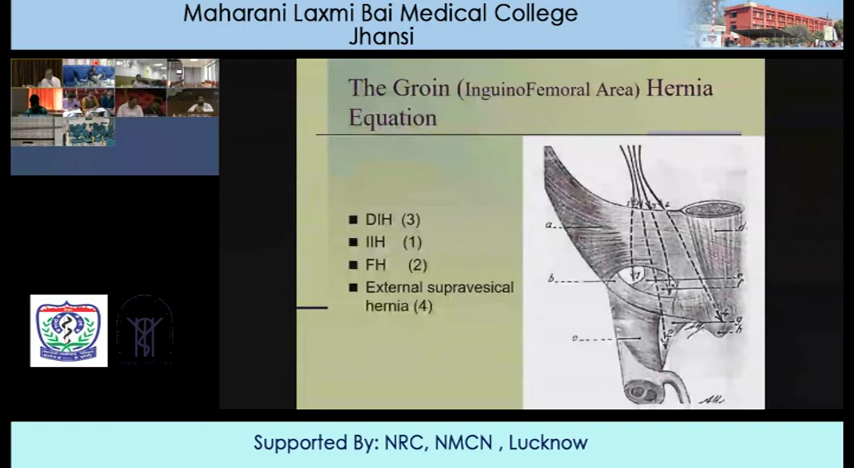 Maharani Laxmi Bai Medical College
Jhansi
The Groin (InguinoFemoral Area) Hernia
Equation
DIH (3)
IIH (1)
FH (2)
External supravesical
hernia (4)
a
b
c
d
e
f
g
h
Supported By: NRC, NMCN , Lucknow